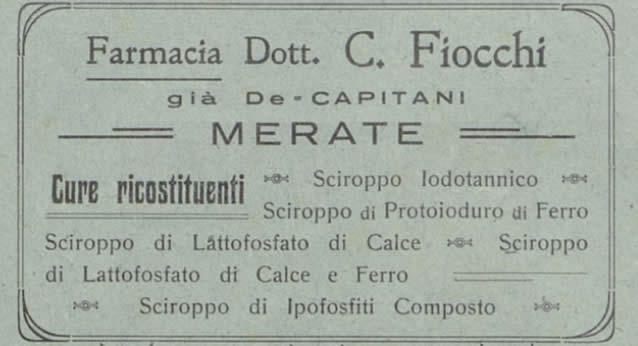 Farmacia Dott. C. Fiocchi
già De-CAPITANI
MERATE
Cure ricostituenti
Sciroppo Iodotannico
Sciroppo di Protoioduro di Ferro
Sciroppo di Lattofosfato di Calce Sciroppo
di Lattofosfato di Calce e Ferro
Sciroppo di Ipofosfiti Composto